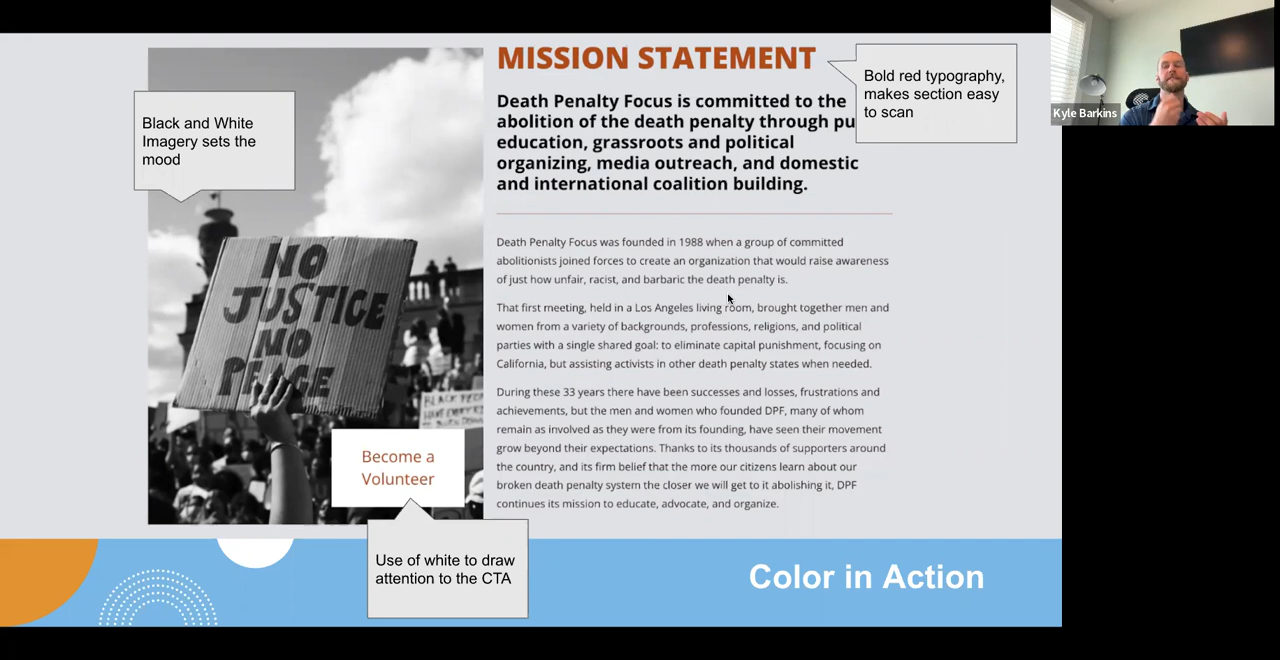 MISSION STATEMENT
Bold red typography,
makes section easy
to scan
Black and White
Imagery sets the
mood
Death Penalty Focus is committed to the
abolition of the death penalty through pu
education, grassroots and political
organizing, media outreach, and domestic
and international coalition building.
Death Penalty Focus was founded in 1988 when a group of committed
abolitionists joined forces to create an organization that would raise awareness
of just how unfair, racist, and barbaric the death penalty is.
That first meeting, held in a Los Angeles living room, brought together men and
women from a variety of backgrounds, professions, religions, and political
parties with a single shared goal: to eliminate capital punishment, focusing on
California, but assisting activists in other death penalty states when needed.
During these 33 years there have been successes and losses, frustrations and
achievements, but the men and women who founded DPF, many of whom
remain as involved as they were from its founding, have seen their movement
grow beyond their expectations. Thanks to its thousands of supporters around
the country, and its firm belief that the more our citizens learn about our
broken death penalty system the closer we will get to it abolishing it, DPF
continues its mission to educate, advocate, and organize.
NO
JUSTICE
NO
PEACE
BLACK PEOPLE
Become a
Volunteer
Use of white to draw
attention to the CTA
Color in Action
Kyle Barkins